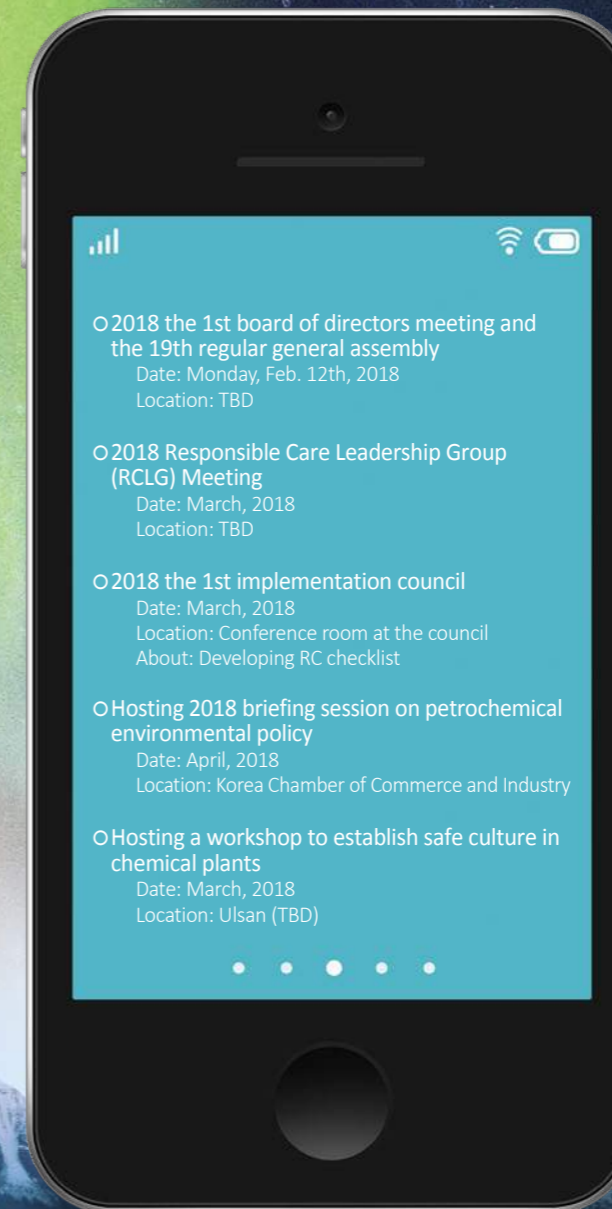 ○2018 the 1st board of directors meeting and
the 19th regular general assembly
Date: Monday, Feb. 12th, 2018
Location: TBD
○2018 Responsible Care Leadership Group
(RCLG) Meeting
Date: March, 2018
Location: TBD
○2018 the 1st implementation council
Date: March, 2018
Location: Conference room at the council
About: Developing RC checklist
○Hosting 2018 briefing session on petrochemical
environmental policy
Date: April, 2018
Location: Korea Chamber of Commerce and Industry
○Hosting a workshop to establish safe culture in
chemical plants
Date: March, 2018
Location: Ulsan (TBD)